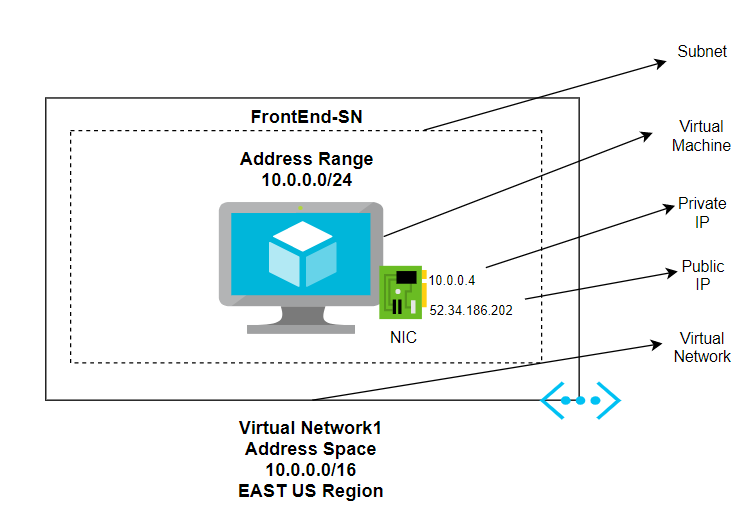 Subnet
FrontEnd-SN
Virtual
Machine
Address Range
10.0.0.0/24
Private
IP
Public
IP
10.0.0.4
52.34.186.202
NIC
Virtual
Network
Virtual Network1
Address Space
10.0.0.0/16
EAST US Region